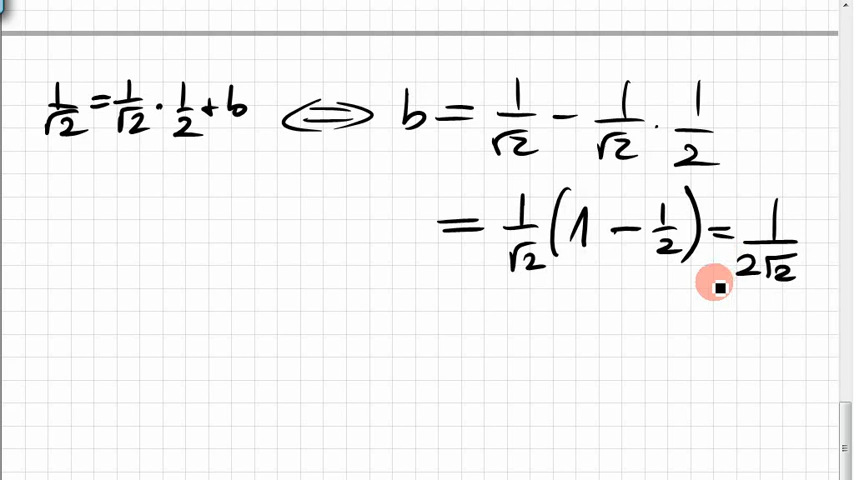 1/√2 = 1/√2 · 1/2 + b ⇔ b = 1/√2 − 1/√2 · 1/2
= 1/√2 (1 − 1/2) = 1/2√2